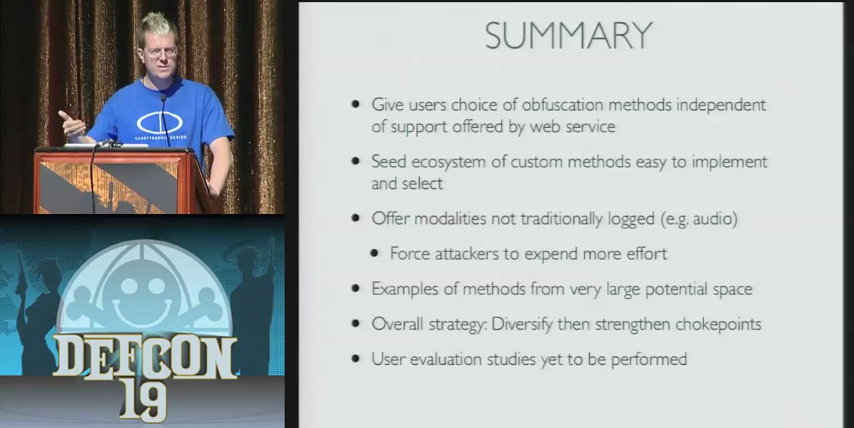 SUMMARY
Give users choice of obfuscation methods independent
of support offered by web service
Seed ecosystem of custom methods easy to implement
and select
Offer modalities not traditionally logged (e.g. audio)
Force attackers to expend more effort
Examples of methods from very large potential space
Overall strategy: Diversify then strengthen chokepoints
User evaluation studies yet to be performed
DEFCON
19